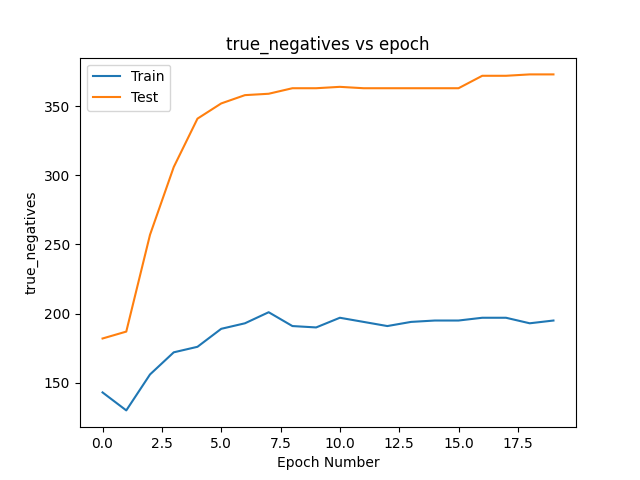 true_negatives vs epoch
Train
Test
350
300
250
200
150
true_negatives
0.0 2.5 5.0 7.5 10.0 12.5 15.0 17.5
Epoch Number